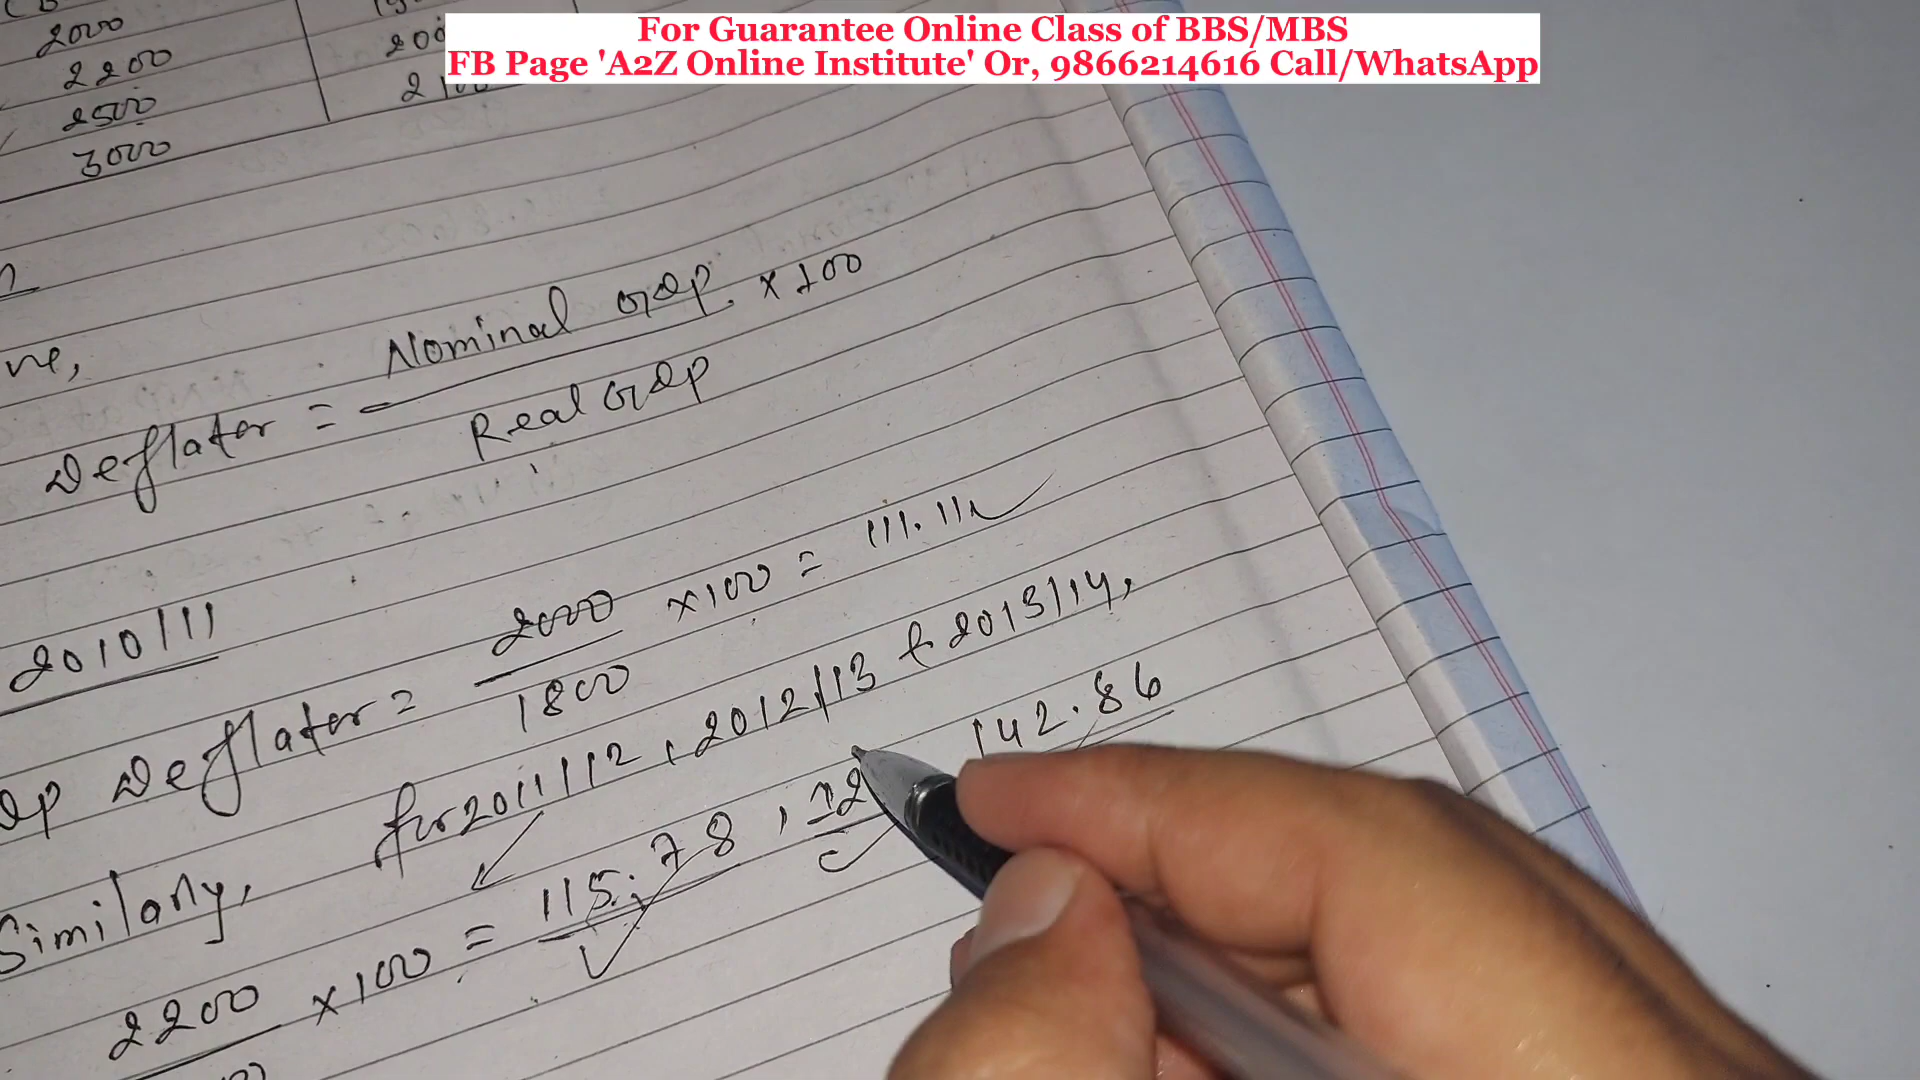 For Guarantee Online Class of BBS/MBS
FB Page 'A2Z Online Institute' Or, 9866214616 Call/WhatsApp
2000
2200 200
2500 2100
3000
Nominal GDP × 100
Deflator =
Real GDP
2010/11
Deflator = 2000 ×100 = 111.11
1800
Similarly, for 2011/12, 2012/13 & 2013/14,
2200 ×100 = 115.78, 142.86